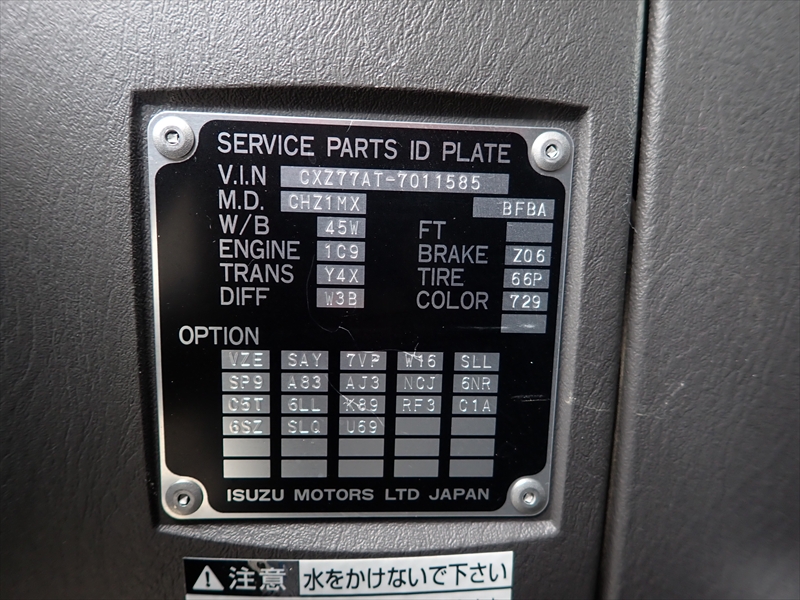 SERVICE PARTS ID PLATE
V.I.N CXZ77AT-7011585
M.D. CHZ1MX BFBA
W/B 45W FT
ENGINE 1C9 BRAKE Z06
TRANS Y4X TIRE 66P
DIFF W3B COLOR 729
OPTION
VZE SAY 7VP W16 SLL
SP9 A83 AJ3 NCJ 6NR
C5T 6LL K89 RF3 C1A
6SZ SLQ U69
ISUZU MOTORS LTD JAPAN
注意 水をかけないで下さい